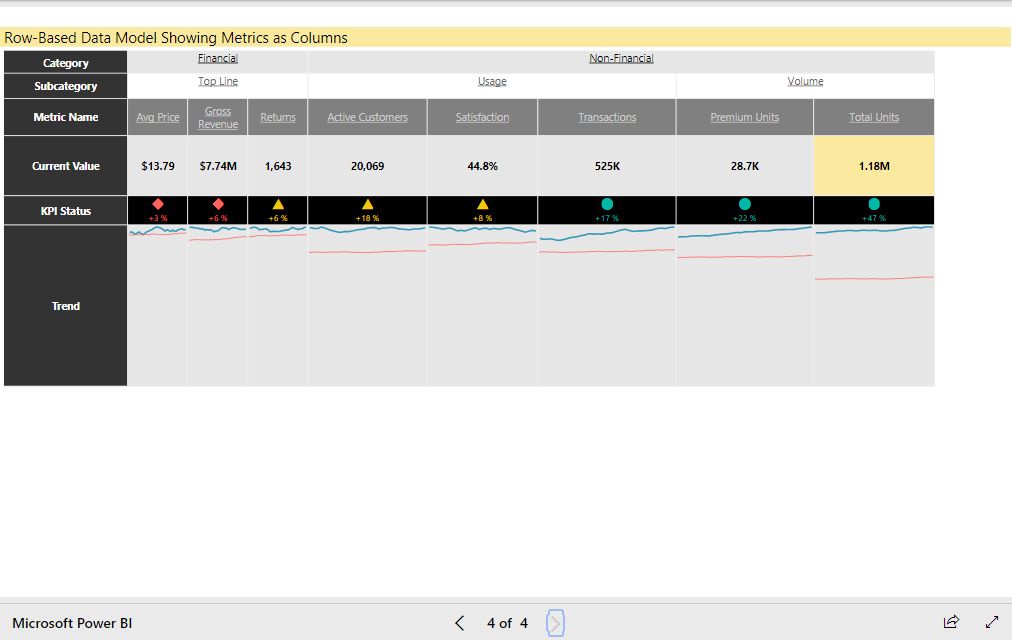 Row-Based Data Model Showing Metrics as Columns
Category Financial Non-Financial
Subcategory Top Line Usage Volume
Metric Name Avg Price Gross Revenue Returns Active Customers Satisfaction Transactions Premium Units Total Units
Current Value $13.79 $7.74M 1,643 20,069 44.8% 525K 28.7K 1.18M
KPI Status +3 % +6 % +6 % +18 % +8 % +17 % +22 % +47 %
Trend
Microsoft Power BI 4 of 4